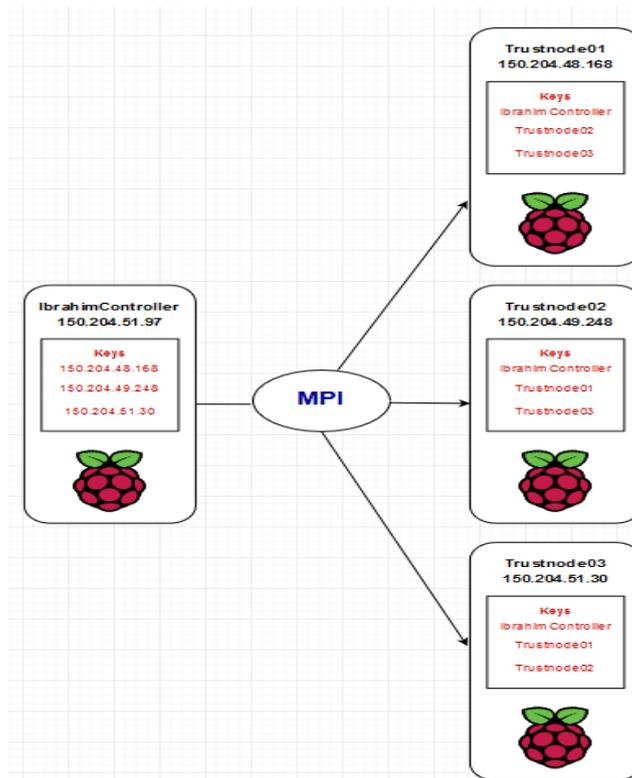 Trustnode01
150.204.48.168
Keys
Ibrahim Controller
Trustnode02
Trustnode03
IbrahimController
150.204.51.97
Keys
150.204.48.168
150.204.49.248
150.204.51.30
MPI
Trustnode02
150.204.49.248
Keys
Ibrahim Controller
Trustnode01
Trustnode03
Trustnode03
150.204.51.30
Keys
Ibrahim Controller
Trustnode01
Trustnode02